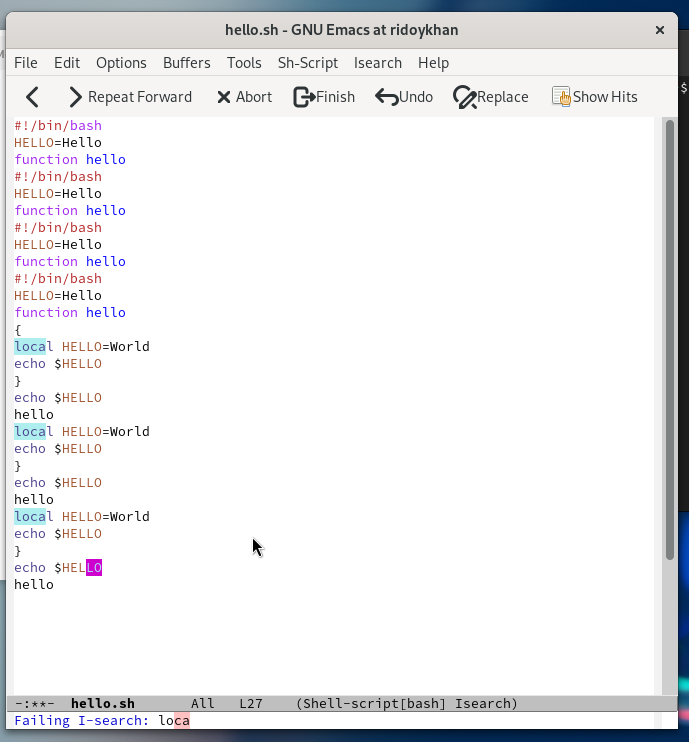 hello.sh - GNU Emacs at ridoykhan ×
File Edit Options Buffers Tools Sh-Script Isearch Help
Repeat Forward Abort Finish Undo Replace Show Hits
#!/bin/bash
HELLO=Hello
function hello
#!/bin/bash
HELLO=Hello
function hello
#!/bin/bash
HELLO=Hello
function hello
#!/bin/bash
HELLO=Hello
function hello
{
local HELLO=World
echo $HELLO
}
echo $HELLO
hello
local HELLO=World
echo $HELLO
}
echo $HELLO
hello
local HELLO=World
echo $HELLO
}
echo $HELLO
hello
-:**- hello.sh All L27 (Shell-script[bash] Isearch)
Failing I-search: loca
$